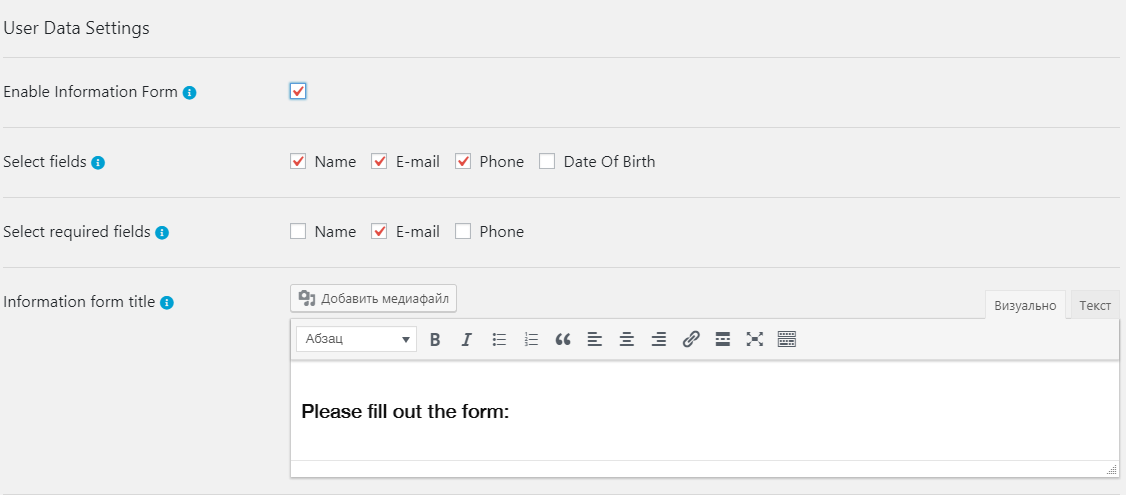 User Data Settings
Enable Information Form
Select fields Name E-mail Phone Date Of Birth
Select required fields Name E-mail Phone
Information form title Добавить медиафайл
Визуально Текст
Абзац
Please fill out the form: